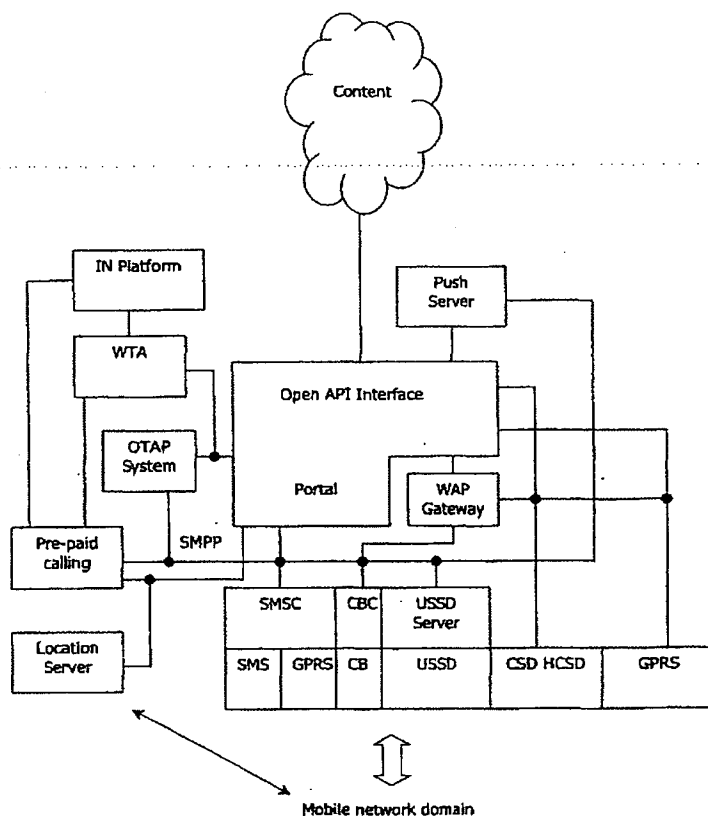 Content
IN Platform
Push
Server
WTA
Open API Interface
OTAP
System
Portal
WAP
Gateway
Pre-paid
calling
SMPP
SMSC
CBC
USSD
Server
Location
Server
SMS
GPRS
CB
USSD
CSD HCSD
GPRS
Mobile network domain